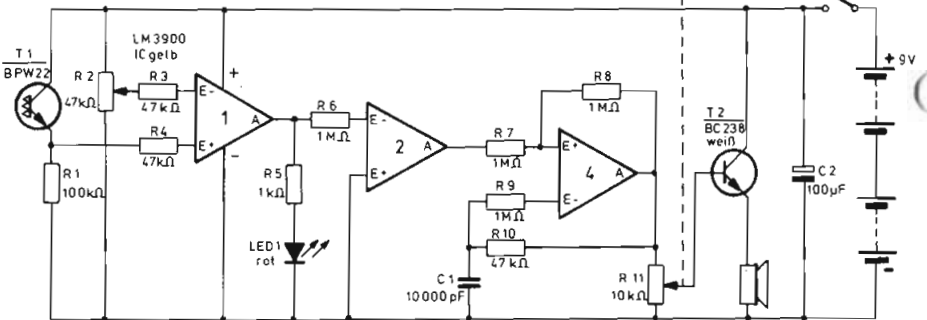 T1
BPW22
R2
47kΩ
LM3900
IC gelb
R3
47kΩ
R4
47kΩ
R1
100kΩ
+
E-
1
A
E+
-
R5
1kΩ
LED1
rot
R6
1MΩ
E-
2
A
E+
R7
1MΩ
R8
1MΩ
E+
4
A
E-
R9
1MΩ
R10
47kΩ
C1
10000pF
R11
10kΩ
T2
BC238
weiß
C2
100µF
+ 9V
-